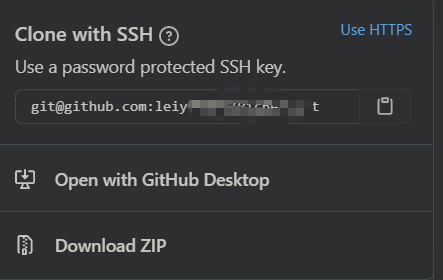 Clone with SSH
Use HTTPS
Use a password protected SSH key.
git@github.com:leiy
Open with GitHub Desktop
Download ZIP